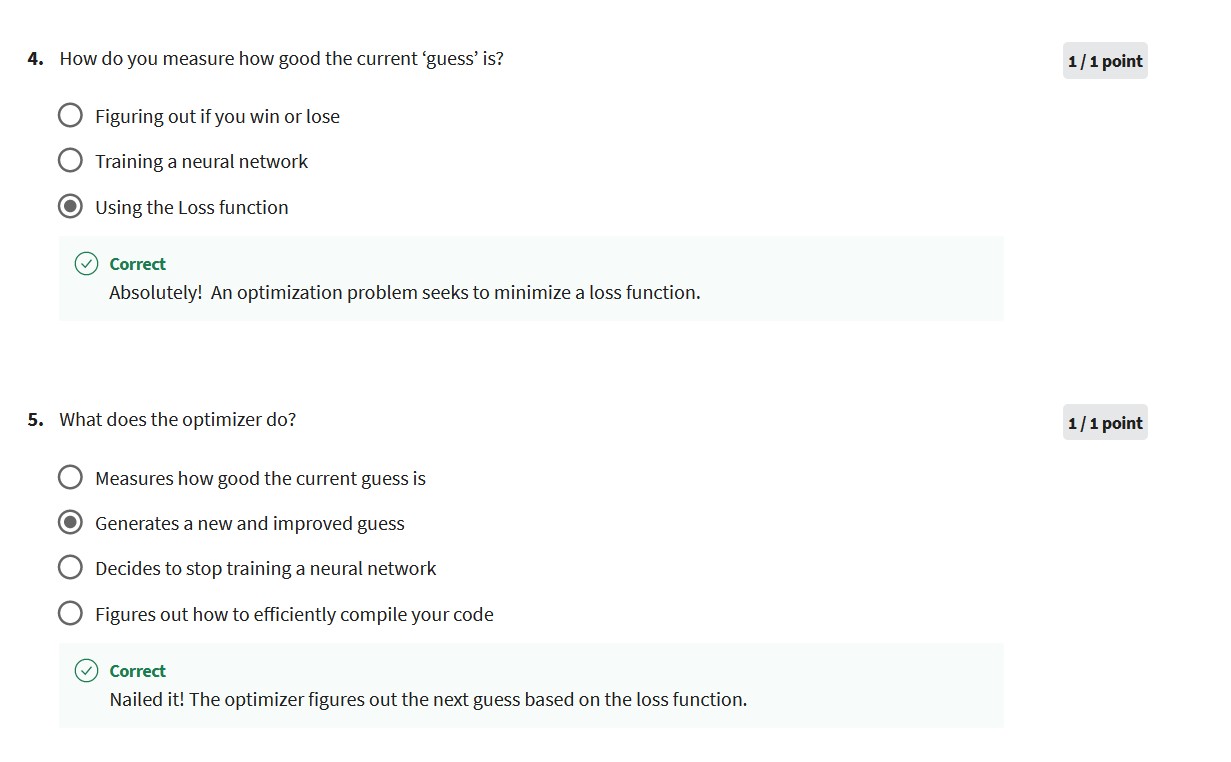 4. How do you measure how good the current ‘guess’ is?
1 / 1 point
Figuring out if you win or lose
Training a neural network
Using the Loss function
Correct
Absolutely!  An optimization problem seeks to minimize a loss function.
5. What does the optimizer do?
1 / 1 point
Measures how good the current guess is
Generates a new and improved guess
Decides to stop training a neural network
Figures out how to efficiently compile your code
Correct
Nailed it! The optimizer figures out the next guess based on the loss function.